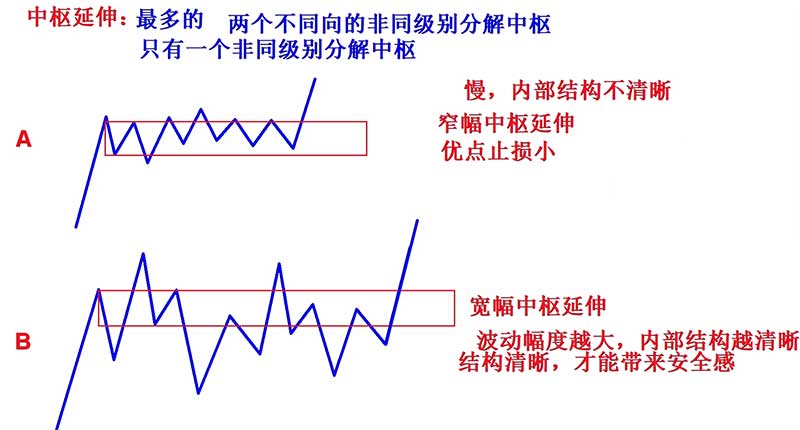 中枢延伸：最多的 两个不同向的非同级别分解中枢
只有一个非同级别分解中枢
慢，内部结构不清晰
A
窄幅中枢延伸
优点止损小
宽幅中枢延伸
B
波动幅度越大，内部结构越清晰
结构清晰，才能带来安全感